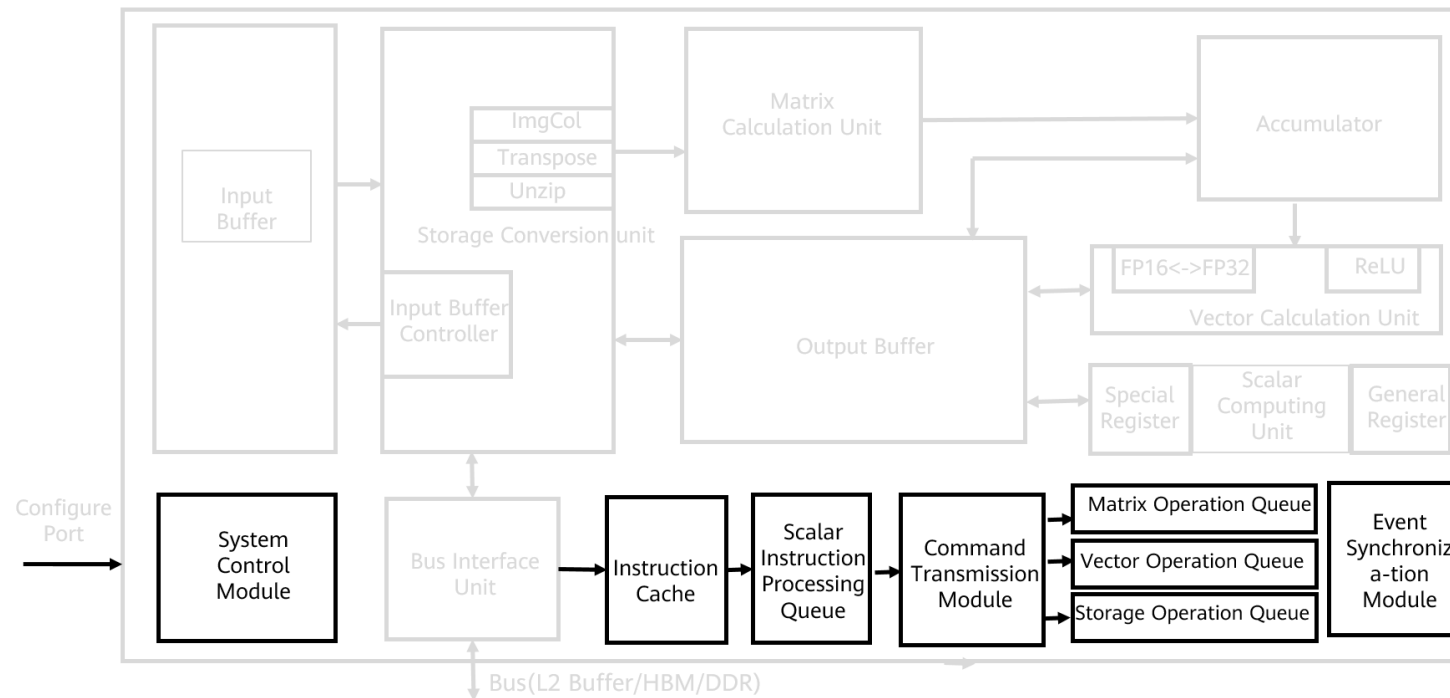 ImgCol
Transpose
Unzip
Storage Conversion unit
Input
Buffer
Input Buffer
Controller
Matrix
Calculation Unit
Accumulator
Output Buffer
FP16<->FP32
ReLU
Vector Calculation Unit
Special
Register
Scalar
Computing
Unit
General
Register
Configure
Port
System
Control
Module
Bus Interface
Unit
Instruction
Cache
Scalar
Instruction
Processing
Queue
Command
Transmission
Module
Matrix Operation Queue
Vector Operation Queue
Storage Operation Queue
Event
Synchroniz
a-tion
Module
Bus(L2 Buffer/HBM/DDR)